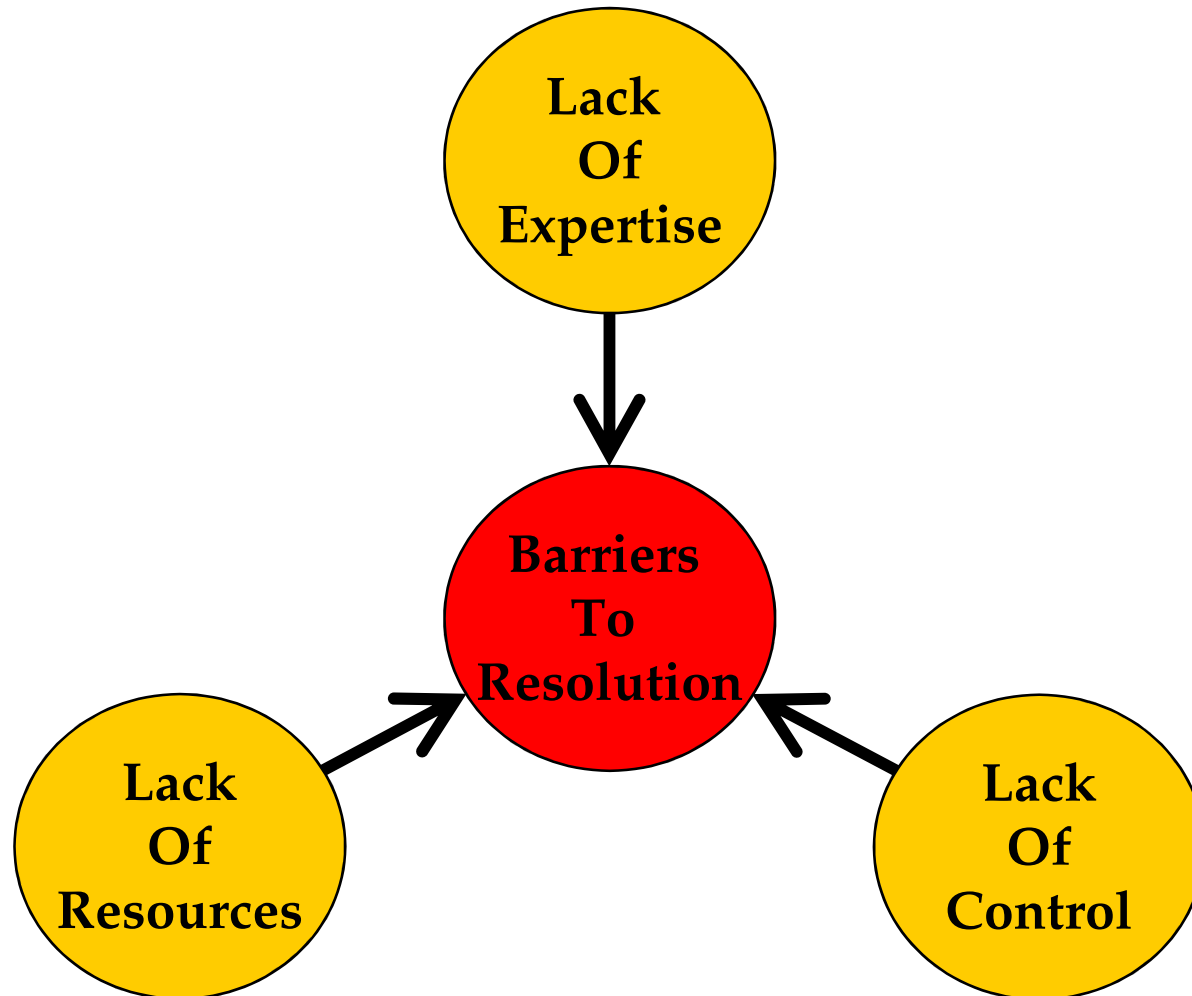 Lack
Of
Expertise
Barriers
To
Resolution
Lack
Of
Resources
Lack
Of
Control